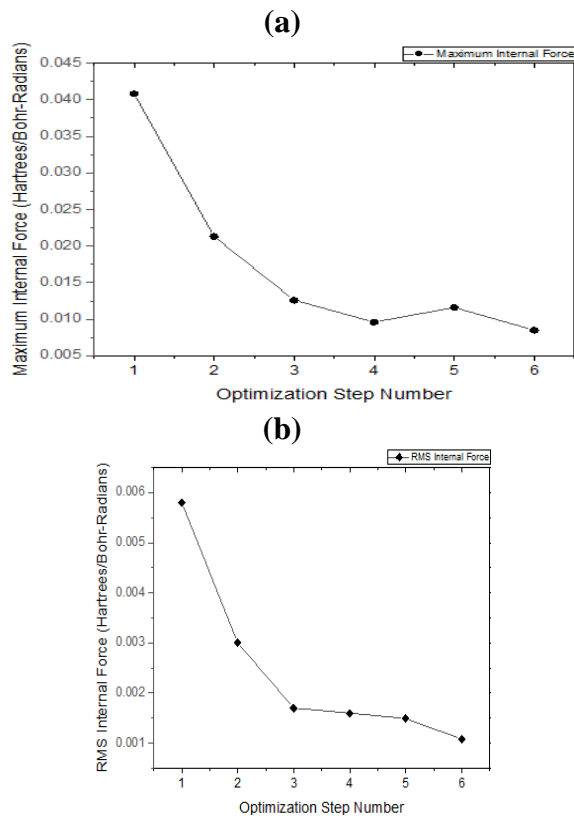 (a)
Maximum Internal Force
Maximum Internal Force (Hartrees/Bohr-Radians)
0.045
0.040
0.035
0.030
0.025
0.020
0.015
0.010
0.005
1 2 3 4 5 6
Optimization Step Number
(b)
RMS Internal Force
RMS Internal Force (Hartrees/Bohr-Radians)
0.006
0.005
0.004
0.003
0.002
0.001
1 2 3 4 5 6
Optimization Step Number